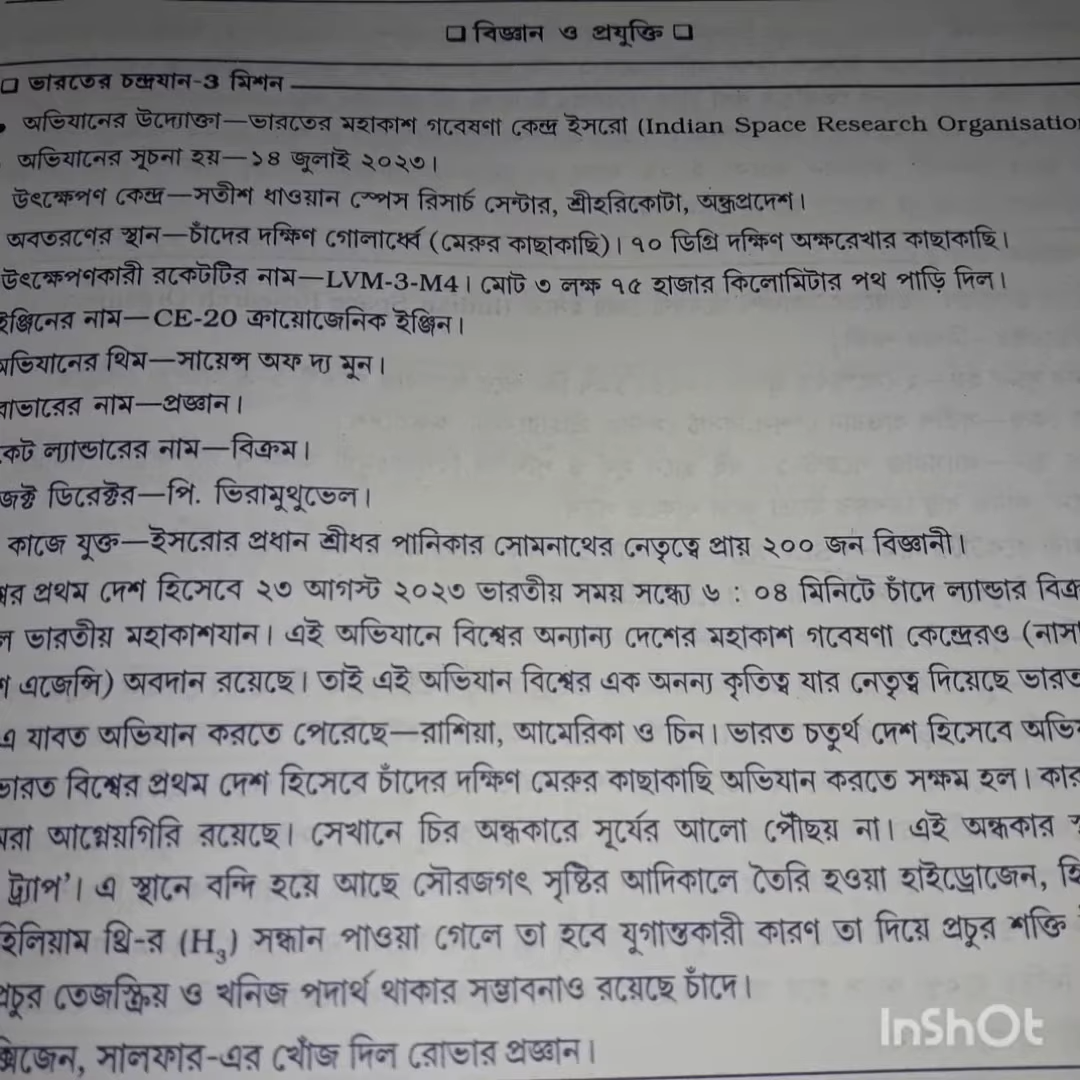 □ বিজ্ঞান ও প্রযুক্তি □
□ ভারতের চন্দ্রযান-3 মিশন
• অভিযানের উদ্যোক্তা—ভারতের মহাকাশ গবেষণা কেন্দ্র ইসরো (Indian Space Research Organisatio
অভিযানের সূচনা হয়—১৪ জুলাই ২০২৩।
উৎক্ষেপণ কেন্দ্র—সতীশ ধাওয়ান স্পেস রিসার্চ সেন্টার, শ্রীহরিকোটা, অন্ধ্রপ্রদেশ।
অবতরণের স্থান—চাঁদের দক্ষিণ গোলার্ধ্বে (মেরুর কাছাকাছি)। ৭০ ডিগ্রি দক্ষিণ অক্ষরেখার কাছাকাছি।
উৎক্ষেপণকারী রকেটটির নাম—LVM-3-M4। মোট ৩ লক্ষ ৭৫ হাজার কিলোমিটার পথ পাড়ি দিল।
ইঞ্জিনের নাম—CE-20 ক্রায়োজেনিক ইঞ্জিন।
অভিযানের থিম—সায়েন্স অফ দ্য মুন।
রোভারের নাম—প্রজ্ঞান।
কেট ল্যান্ডারের নাম—বিক্রম।
জেক্ট ডিরেক্টর—পি. ভিরামুথুভেল।
কাজে যুক্ত—ইসরোর প্রধান শ্রীধর পানিকার সোমনাথের নেতৃত্বে প্রায় ২০০ জন বিজ্ঞানী।
প্রথম দেশ হিসেবে ২৩ আগস্ট ২০২৩ ভারতীয় সময় সন্ধ্যে ৬ : ০৪ মিনিটে চাঁদে ল্যান্ডার বিক্র
ল ভারতীয় মহাকাশযান। এই অভিযানে বিশ্বের অন্যান্য দেশের মহাকাশ গবেষণা কেন্দ্রেরও (নাসা
এজেন্সি) অবদান রয়েছে। তাই এই অভিযান বিশ্বের এক অনন্য কৃতিত্ব যার নেতৃত্ব দিয়েছে ভারত
এ যাবত অভিযান করতে পেরেছে—রাশিয়া, আমেরিকা ও চিন। ভারত চতুর্থ দেশ হিসেবে অভি
ভারত বিশ্বের প্রথম দেশ হিসেবে চাঁদের দক্ষিণ মেরুর কাছাকাছি অভিযান করতে সক্ষম হল। কার
মরা আগ্নেয়গিরি রয়েছে। সেখানে চির অন্ধকারে সূর্যের আলো পৌঁছয় না। এই অন্ধকার
ট্র্যাপ’। এ স্থানে বন্দি হয়ে আছে সৌরজগৎ সৃষ্টির আদিকালে তৈরি হওয়া হাইড্রোজেন, হি
হিলিয়াম থ্রি-র (H₃) সন্ধান পাওয়া গেলে তা হবে যুগান্তকারী কারণ তা দিয়ে প্রচুর শক্তি
প্রচুর তেজস্ক্রিয় ও খনিজ পদার্থ থাকার সম্ভাবনাও রয়েছে চাঁদে।
ক্সিজেন, সালফার-এর খোঁজ দিল রোভার প্রজ্ঞান।
InShOt